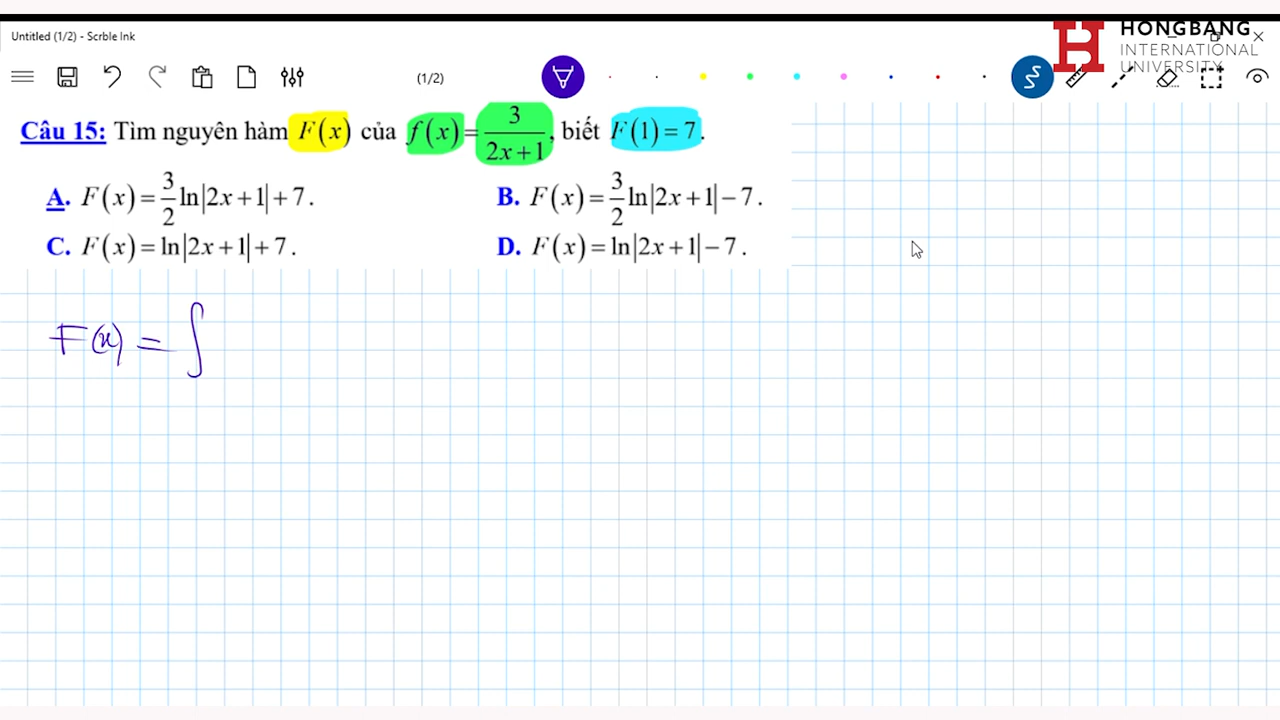 Untitled (1/2) - Scrble Ink
HONGBANG
INTERNATIONAL
UNIVERSITY
(1/2)
Câu 15: Tìm nguyên hàm F(x) của f(x) = 3/(2x+1), biết F(1) = 7.
A. F(x) = 3/2 ln|2x+1| + 7.
B. F(x) = 3/2 ln|2x+1| − 7.
C. F(x) = ln|2x+1| + 7.
D. F(x) = ln|2x+1| − 7.
F(x) = ∫